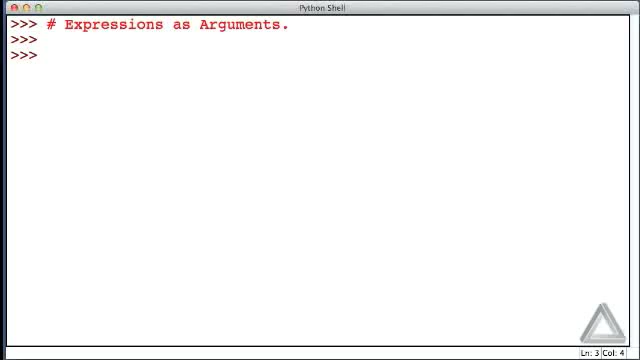 Python Shell
>>> # Expressions as Arguments.
>>>
>>>
Ln: 3 Col: 4